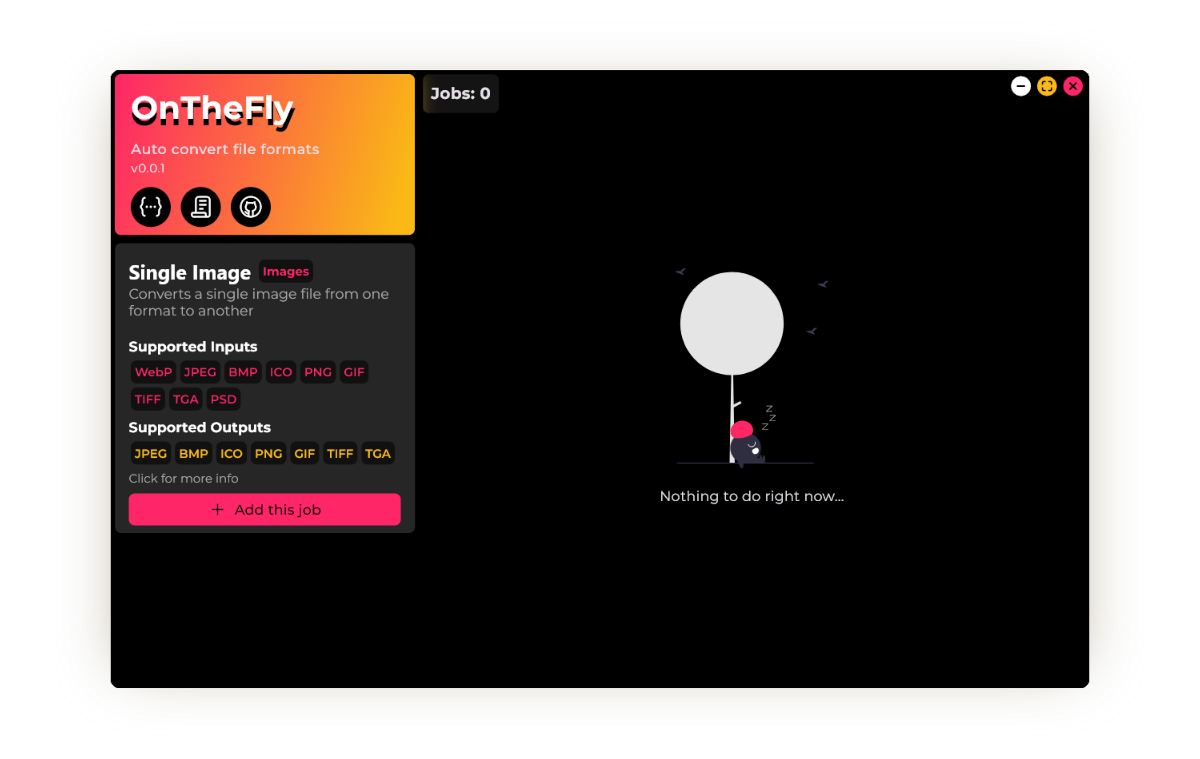 OnTheFly
Auto convert file formats
v0.0.1
Jobs: 0
Single Image Images
Converts a single image file from one
format to another
Supported Inputs
WebP JPEG BMP ICO PNG GIF
TIFF TGA PSD
Supported Outputs
JPEG BMP ICO PNG GIF TIFF TGA
Click for more info
+ Add this job
z
z
z
Nothing to do right now...